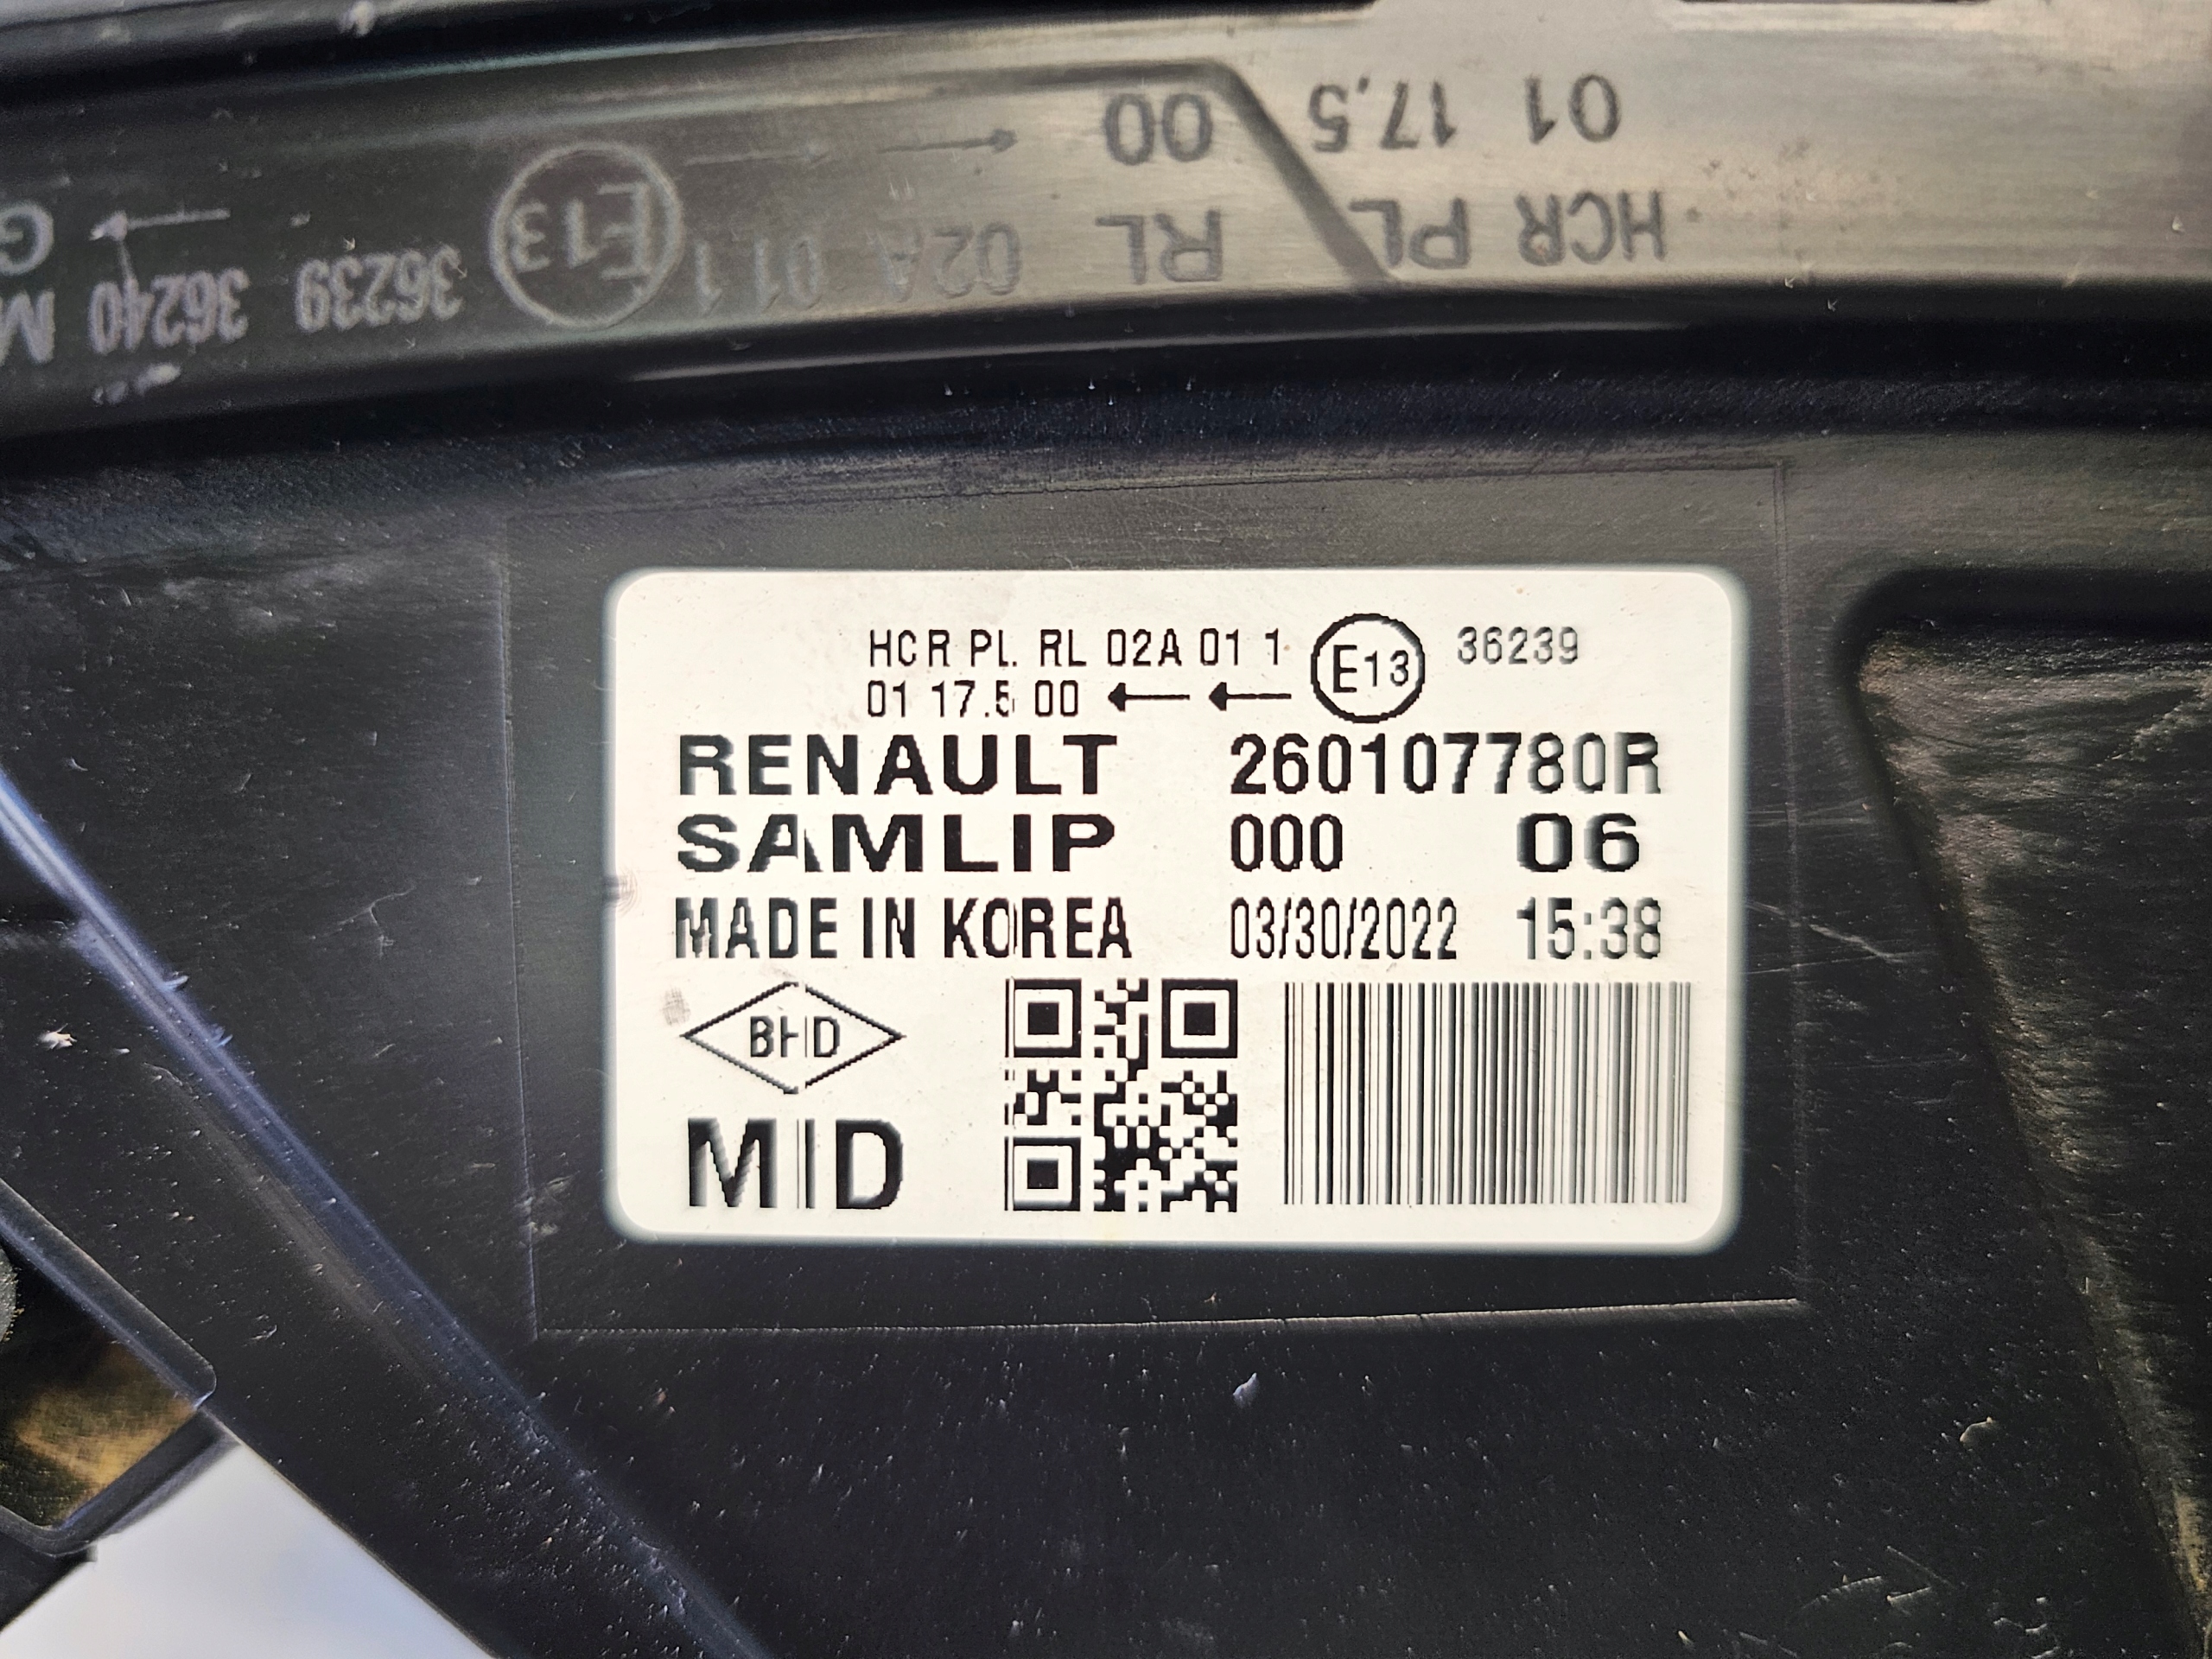 HCR PL RL 02A 01 1 E13 36239 36240 M
01 17.5 00 G
HCR PL RL 02A 01 1 E13 36239
01 17.5 00
RENAULT 260107780R
SAMLIP 000 06
MADE IN KOREA 03/30/2022 15:38
BHD
MID